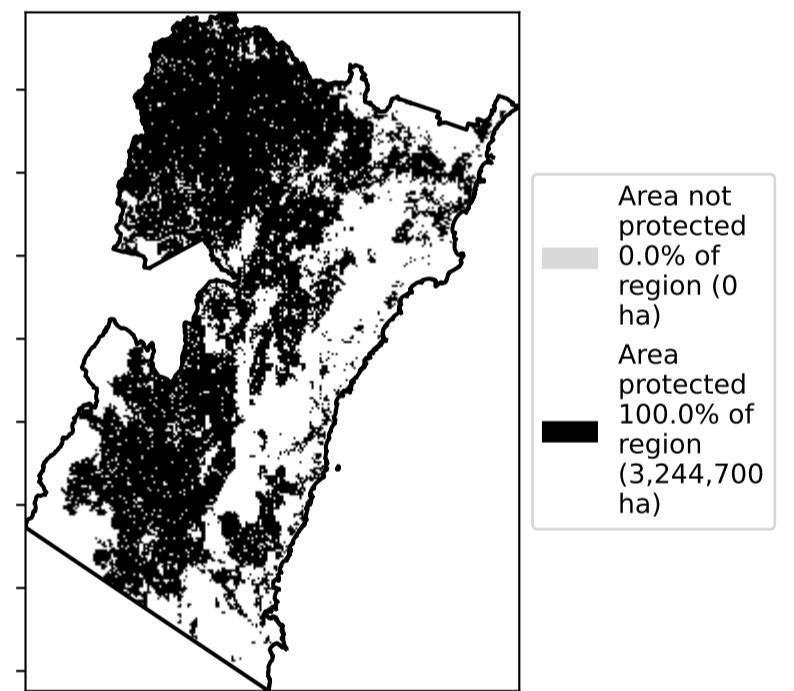 Area not
protected
0.0% of
region (0
ha)
Area
protected
100.0% of
region
(3,244,700
ha)